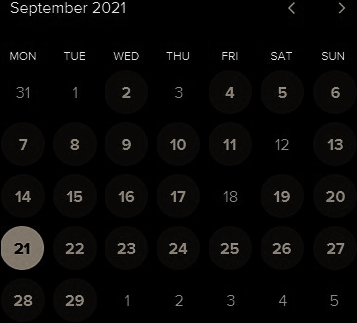 September 2021
MON TUE WED THU FRI SAT SUN
31 1 2 3 4 5 6
7 8 9 10 11 12 13
14 15 16 17 18 19 20
21 22 23 24 25 26 27
28 29 1 2 3 4 5